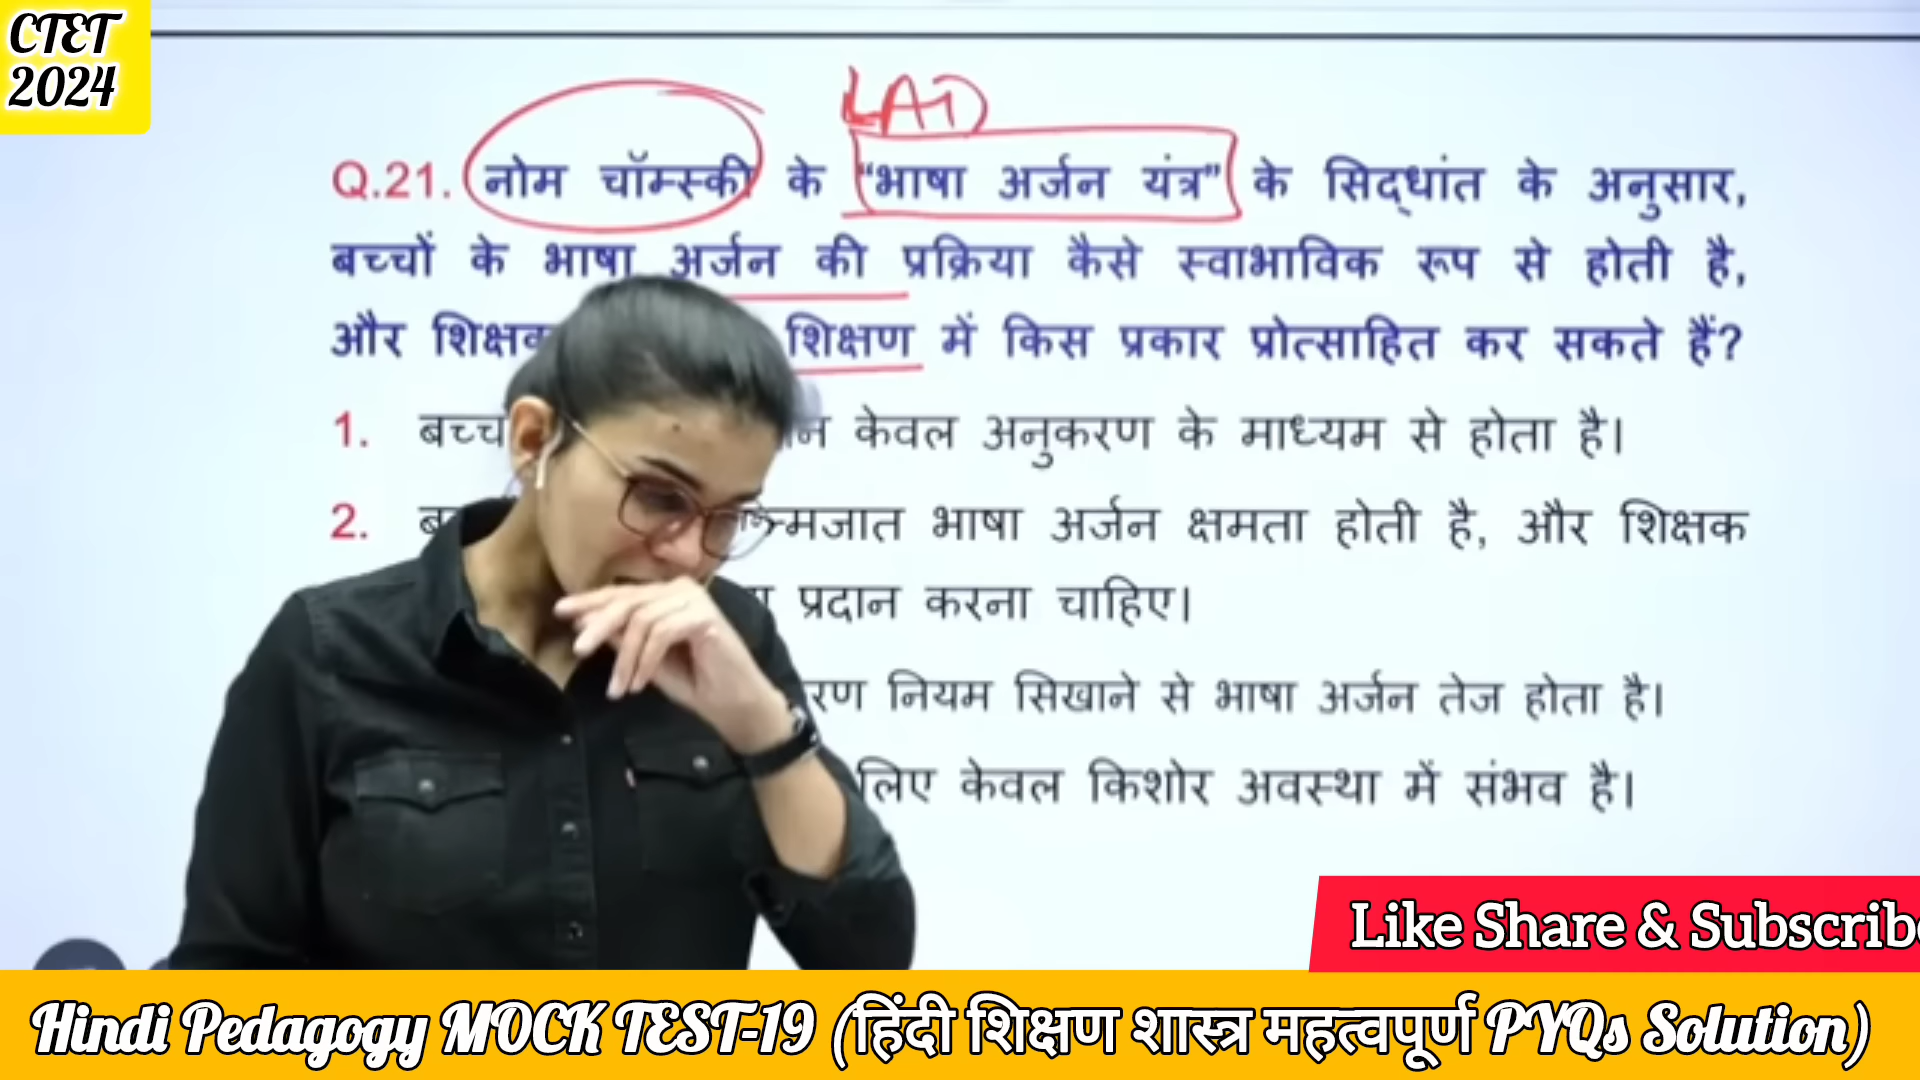 CTET
2024
LAD
Q.21. नोम चॉम्स्की के “भाषा अर्जन यंत्र” के सिद्धांत के अनुसार,
बच्चों के भाषा अर्जन की प्रक्रिया कैसे स्वाभाविक रूप से होती है,
और शिक्षण में किस प्रकार प्रोत्साहित कर सकते हैं?
1. केवल अनुकरण के माध्यम से होता है।
2. भाषा अर्जन क्षमता होती है, और शिक्षक
प्रदान करना चाहिए।
नियम सिखाने से भाषा अर्जन तेज होता है।
लिए केवल किशोर अवस्था में संभव है।
Like Share & Subscribe
Hindi Pedagogy MOCK TEST-19 (हिंदी शिक्षण शास्त्र महत्वपूर्ण PYQs Solution)